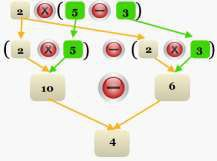 2 × ( 5 − 3 )
( 2 × 5 ) − ( 2 × 3 )
10 − 6
4